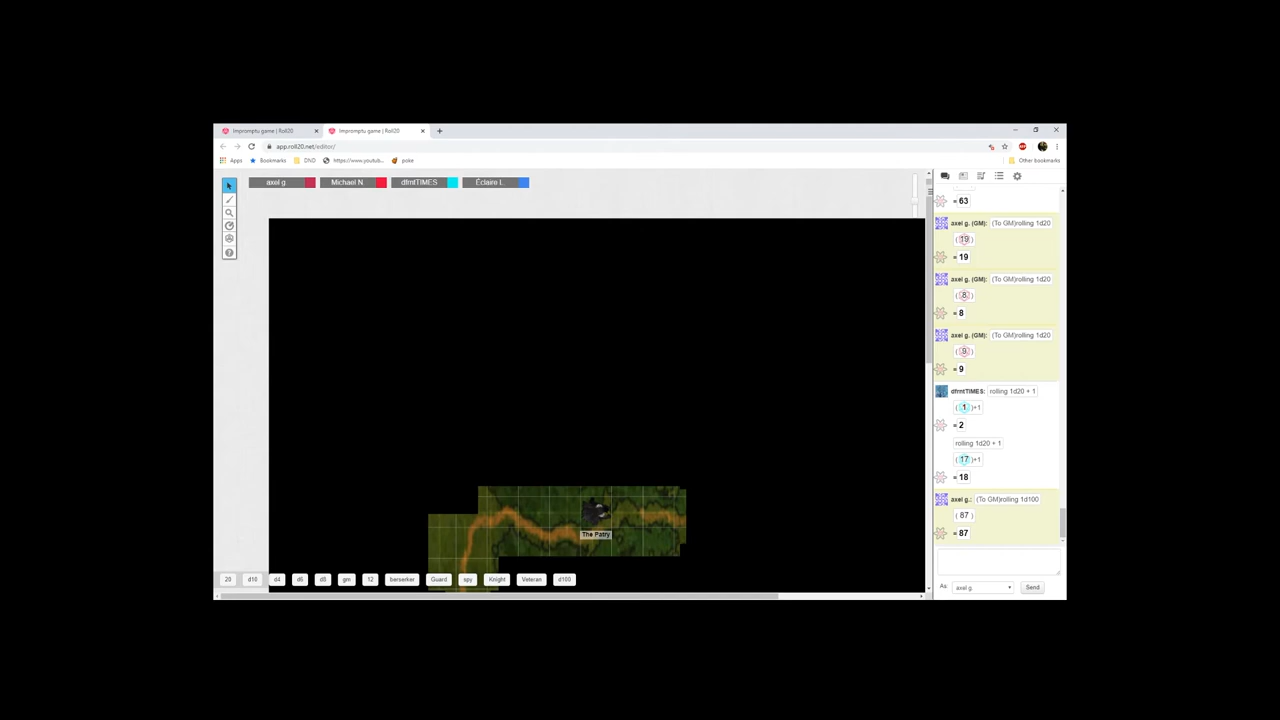 Impromptu game | Roll20
Impromptu game | Roll20
app.roll20.net/editor/
Apps Bookmarks DND https://www.youtub... poke Other bookmarks
axel g. Michael N dfrntTIMES Éclaire L.
= 63
axel g. (GM): (To GM)rolling 1d20
(19)
= 19
axel g. (GM): (To GM)rolling 1d20
(8)
= 8
axel g. (GM): (To GM)rolling 1d20
(9)
= 9
dfrntTIMES: rolling 1d20 + 1
(1)+1
= 2
rolling 1d20 + 1
(17)+1
= 18
axel g.: (To GM)rolling 1d100
(87)
= 87
The Patry
20 d10 d4 d6 d8 gm 12 berserker Guard spy Knight Veteran d100
As: axel g. Send